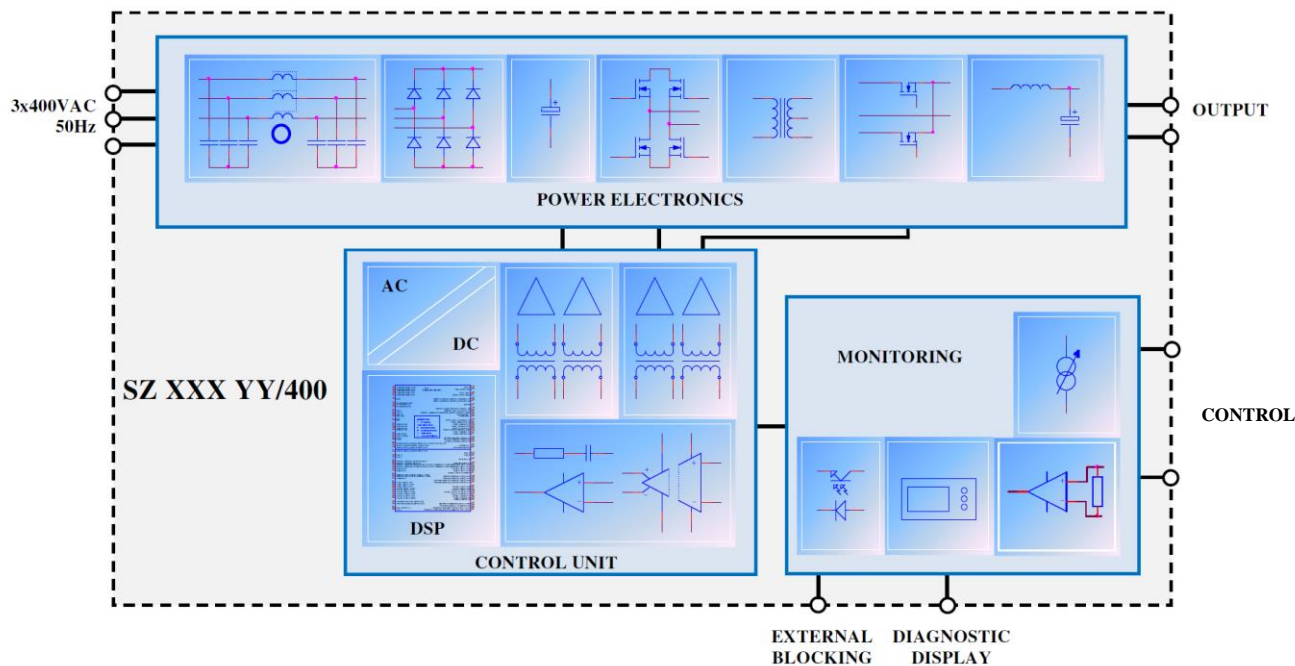 3x400VAC
50Hz
OUTPUT
POWER ELECTRONICS
AC
DC
MONITORING
SZ XXX YY/400
CONTROL
DSP
CONTROL UNIT
EXTERNAL
BLOCKING
DIAGNOSTIC
DISPLAY